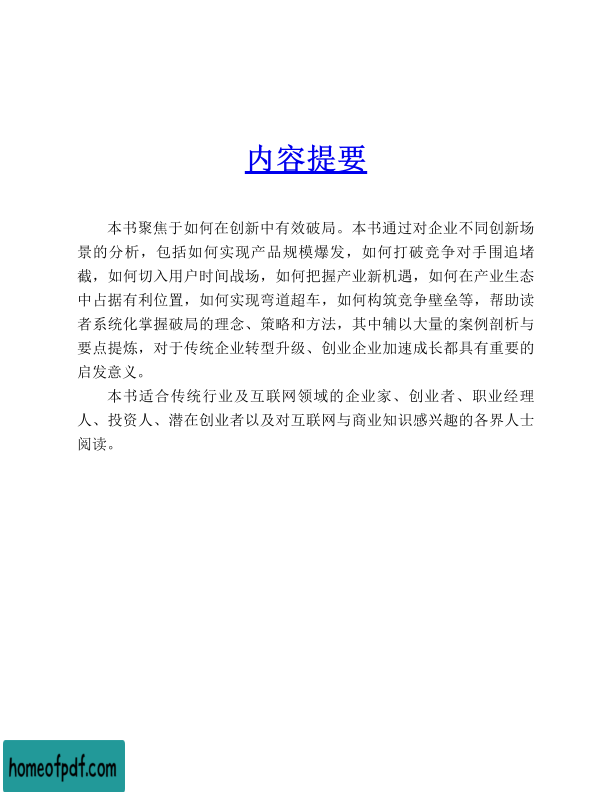 内容提要
本书聚焦于如何在创新中有效破局。本书通过对企业不同创新场
景的分析，包括如何实现产品规模爆发，如何打破竞争对手围追堵
截，如何切入用户时间战场，如何把握产业新机遇，如何在产业生态
中占据有利位置，如何实现弯道超车，如何构筑竞争壁垒等，帮助读
者系统化掌握破局的理念、策略和方法，其中辅以大量的案例剖析与
要点提炼，对于传统企业转型升级、创业企业加速成长都具有重要的
启发意义。
本书适合传统行业及互联网领域的企业家、创业者、职业经理
人、投资人、潜在创业者以及对互联网与商业知识感兴趣的各界人士
阅读。
homeofpdf.com